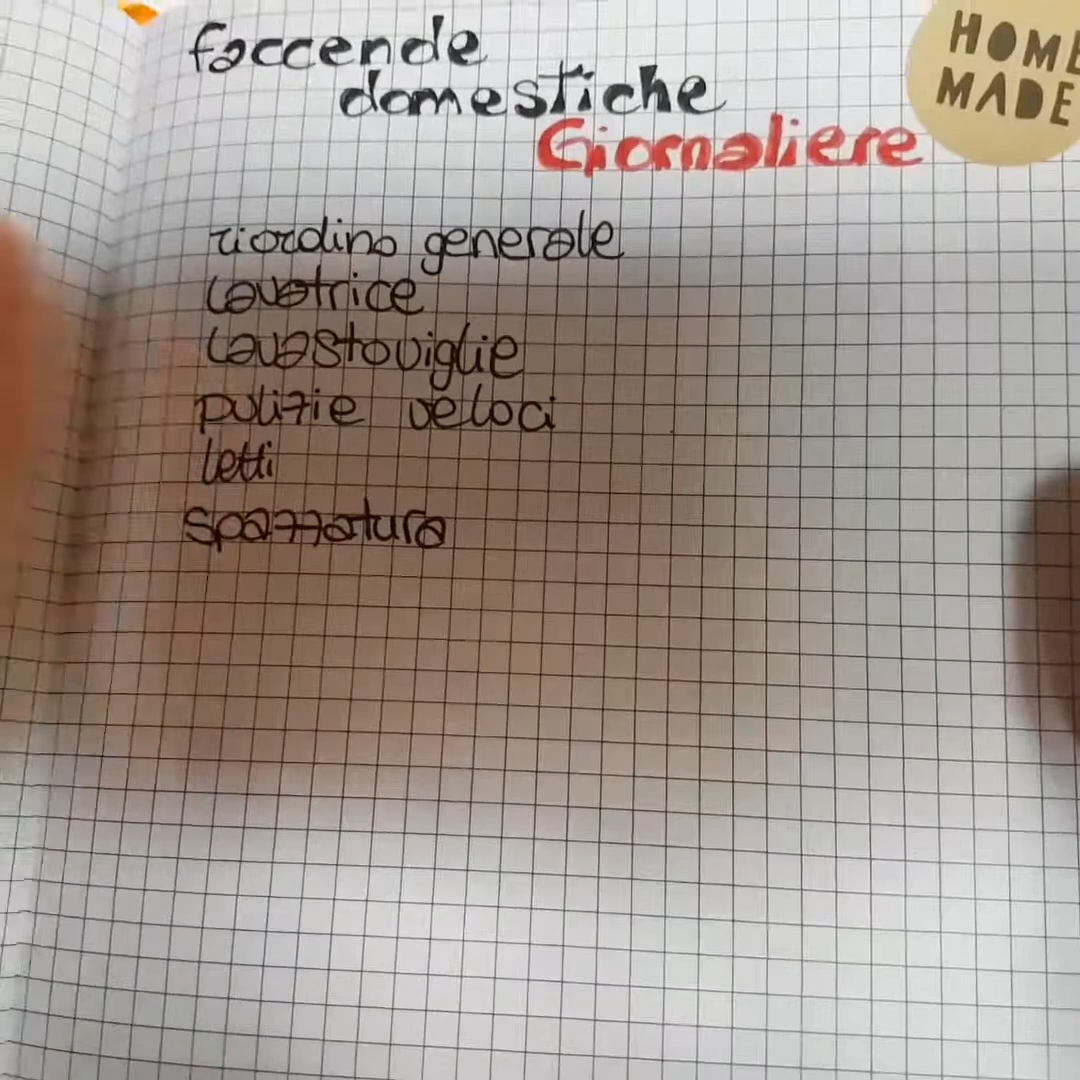 faccende
domestiche
Giornaliere
HOME
MADE
riordino generale
lavatrice
lavastoviglie
pulizie veloci
letti
spazzatura